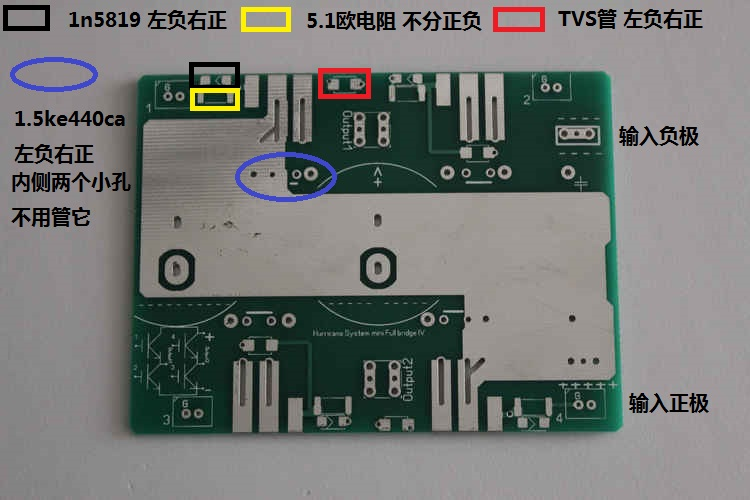 1n5819 左负右正
5.1欧电阻 不分正负
TVS管 左负右正
1.5ke440ca
左负右正
内侧两个小孔
不用管它
输入负极
输入正极
G
1
2
G
Output1
Hurricane System mini Full bridge IV
Output2
G
3
G
4